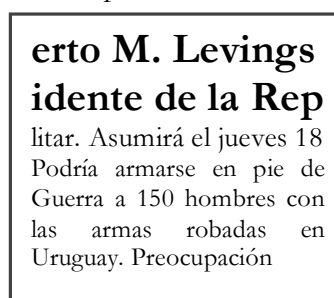 erto M. Levings
idente de la Rep
litar. Asumirá el jueves 18
Podría armarse en pie de
Guerra a 150 hombres con
las armas robadas en
Uruguay. Preocupación